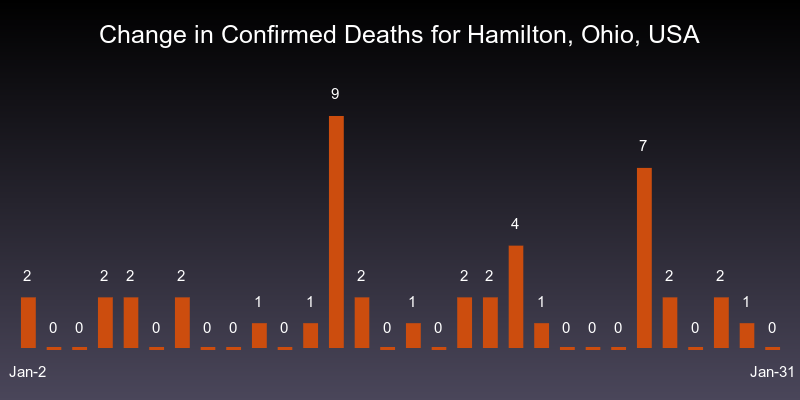 Change in Confirmed Deaths for Hamilton, Ohio, USA
2 0 0 2 2 0 2 0 0 1 0 1 9 2 0 1 0 2 2 4 1 0 0 0 7 2 0 2 1 0
Jan-2 Jan-31